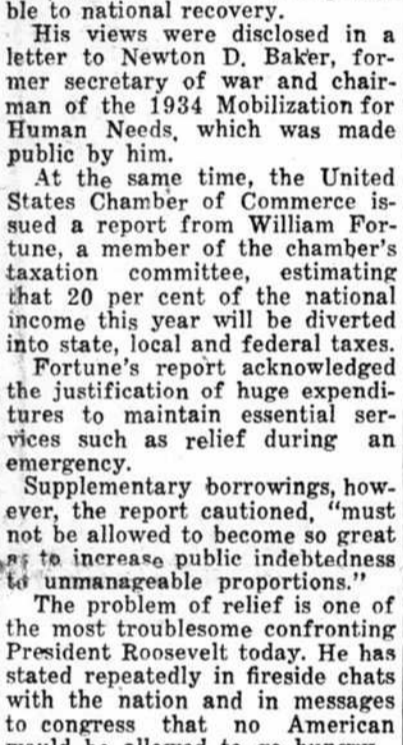 ble to national recovery.
His views were disclosed in a
letter to Newton D. Baker, for-
mer secretary of war and chair-
man of the 1934 Mobilization for
Human Needs, which was made
public by him.
At the same time, the United
States Chamber of Commerce is-
sued a report from William For-
tune, a member of the chamber's
taxation committee, estimating
that 20 per cent of the national
income this year will be diverted
into state, local and federal taxes.
Fortune's report acknowledged
the justification of huge expendi-
tures to maintain essential ser-
vices such as relief during an
emergency.
Supplementary borrowings, how-
ever, the report cautioned, "must
not be allowed to become so great
as to increase public indebtedness
to unmanageable proportions."
The problem of relief is one of
the most troublesome confronting
President Roosevelt today. He has
stated repeatedly in fireside chats
with the nation and in messages
to congress that no American
would be allowed to go hungry